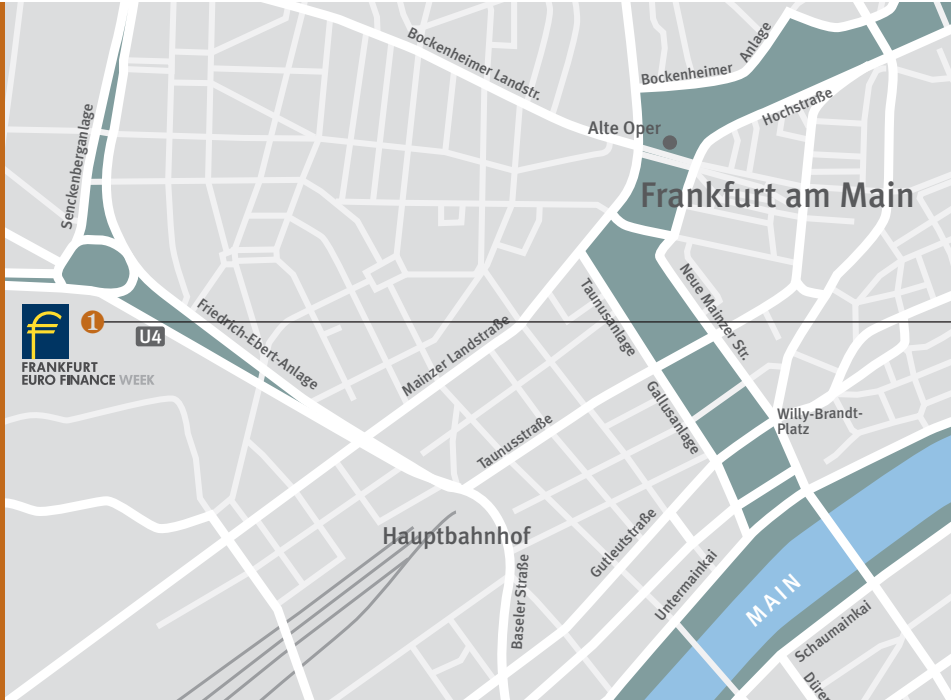 Bockenheimer Landstr.
Bockenheimer
Anlage
Hochstraße
Alte Oper
Senckenberganlage
Frankfurt am Main
Neue Mainzer Str.
Taunusanlage
1
U4
FRANKFURT
EURO FINANCE WEEK
Friedrich-Ebert-Anlage
Mainzer Landstraße
Gallusanlage
Willy-Brandt-
Platz
Taunusstraße
Hauptbahnhof
Gutleutstraße
Untermainkai
Baseler Straße
MAIN
Schaumainkai
Düre